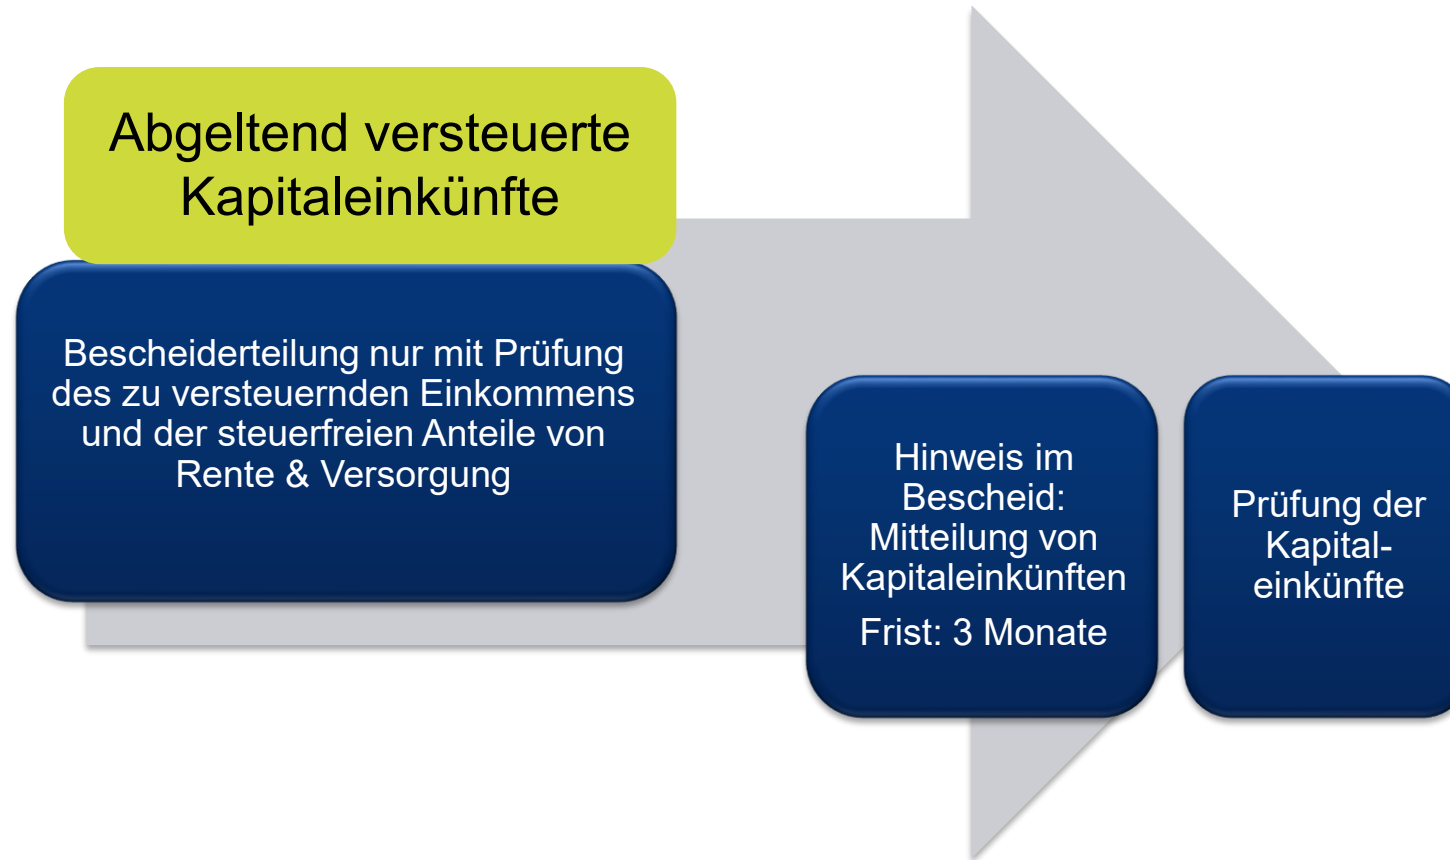 Abgeltend versteuerte
Kapitaleinkünfte
Bescheiderteilung nur mit Prüfung
des zu versteuernden Einkommens
und der steuerfreien Anteile von
Rente & Versorgung
Hinweis im
Bescheid:
Mitteilung von
Kapitaleinkünften
Frist: 3 Monate
Prüfung der
Kapital-
einkünfte